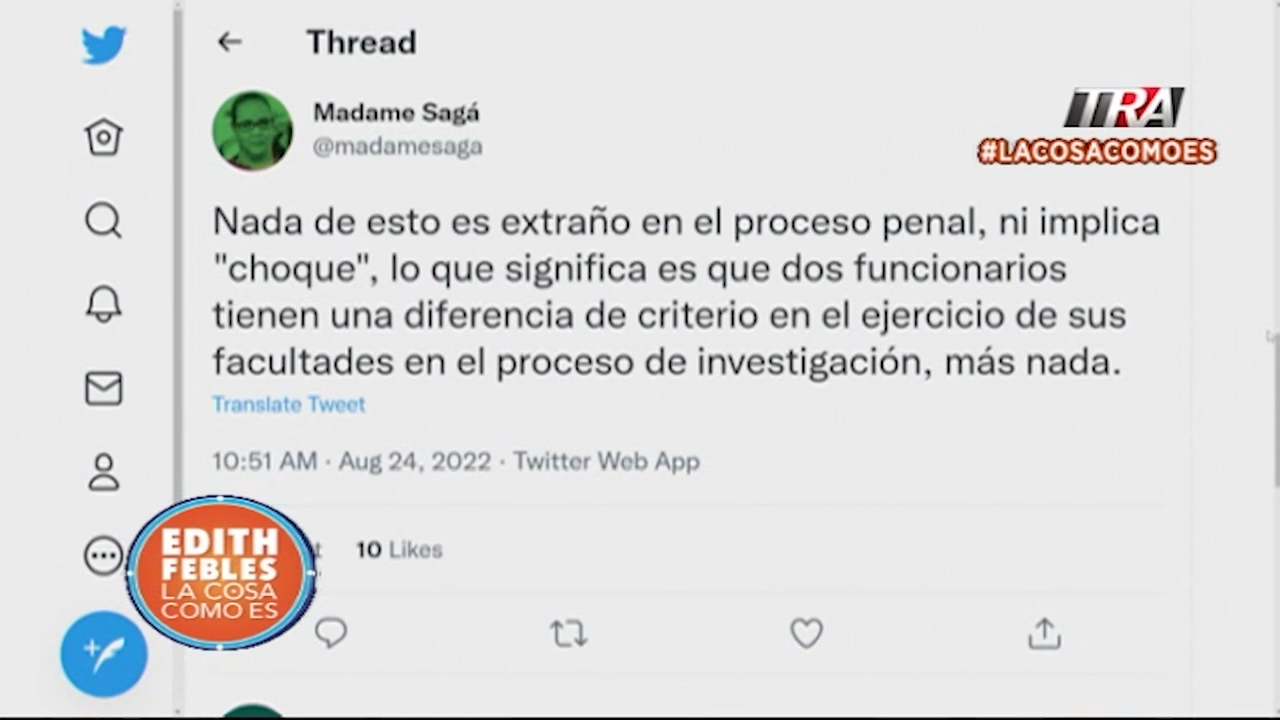 Thread
Madame Sagá
@madamesaga
TRA
#LACOSACOMOES
Nada de esto es extraño en el proceso penal, ni implica
"choque", lo que significa es que dos funcionarios
tienen una diferencia de criterio en el ejercicio de sus
facultades en el proceso de investigación, más nada.
Translate Tweet
10:51 AM · Aug 24, 2022 · Twitter Web App
10 Likes
EDITH
FEBLES
LA COSA
COMO ES